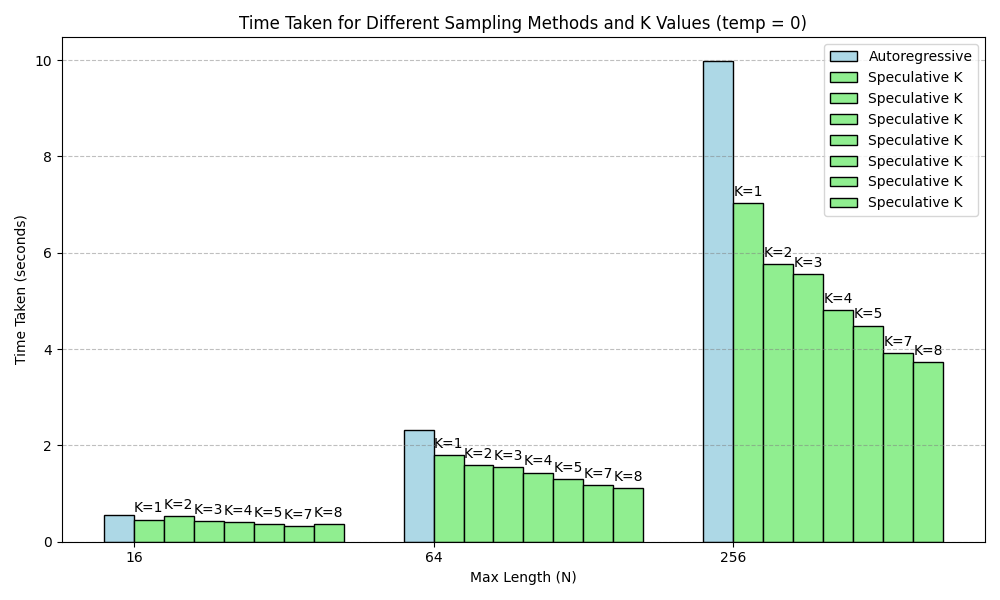 Time Taken for Different Sampling Methods and K Values (temp = 0)
Time Taken (seconds)
10
8
6
4
2
0
Autoregressive
Speculative K
Speculative K
Speculative K
Speculative K
Speculative K
Speculative K
Speculative K
K=1
K=2
K=3
K=4
K=5
K=7
K=8
K=1
K=2
K=3
K=4
K=5
K=7
K=8
K=1
K=2
K=3
K=4
K=5
K=7
K=8
16
64
256
Max Length (N)